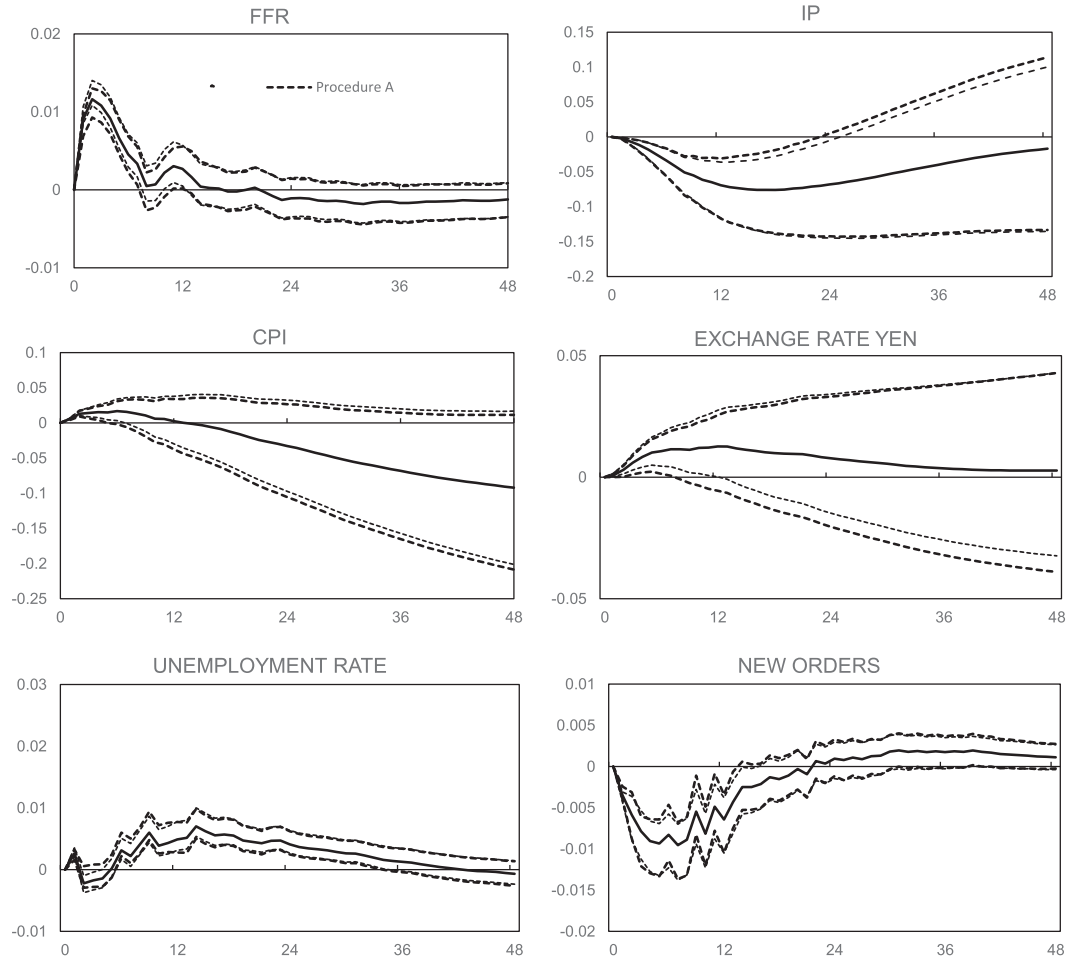 FFR
0.02
0.01
0
-0.01
0 12 24 36 48
Procedure A
IP
0.15
0.1
0.05
0
-0.05
-0.1
-0.15
-0.2
0 12 24 36 48
CPI
0.1
0.05
0
-0.05
-0.1
-0.15
-0.2
-0.25
0 12 24 36 48
EXCHANGE RATE YEN
0.05
0
-0.05
0 12 24 36 48
UNEMPLOYMENT RATE
0.03
0.02
0.01
0
-0.01
0 12 24 36 48
NEW ORDERS
0.01
0.005
0
-0.005
-0.01
-0.015
-0.02
0 12 24 36 48